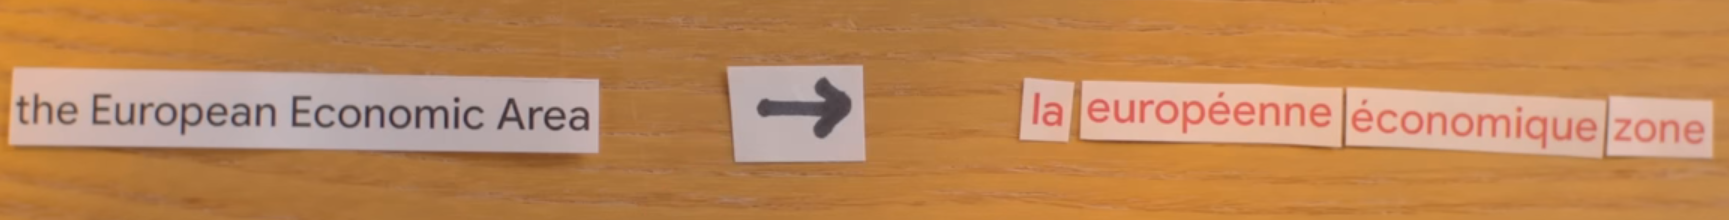 the European Economic Area → la européenne économique zone